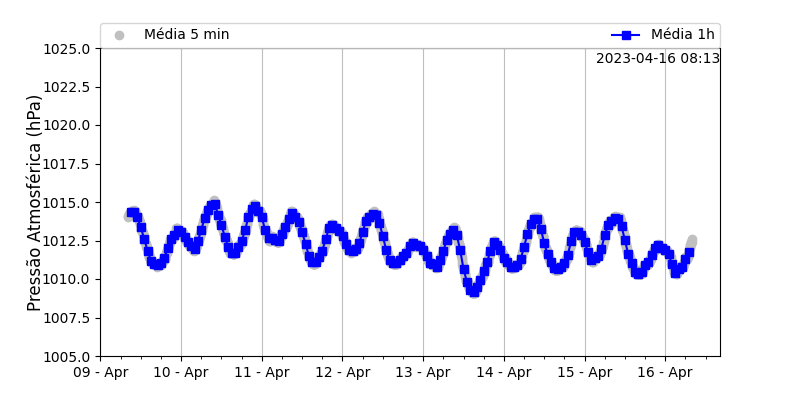 Média 5 min
Média 1h
2023-04-16 08:13
Pressão Atmosférica (hPa)
1025.0
1022.5
1020.0
1017.5
1015.0
1012.5
1010.0
1007.5
1005.0
09 - Apr
10 - Apr
11 - Apr
12 - Apr
13 - Apr
14 - Apr
15 - Apr
16 - Apr